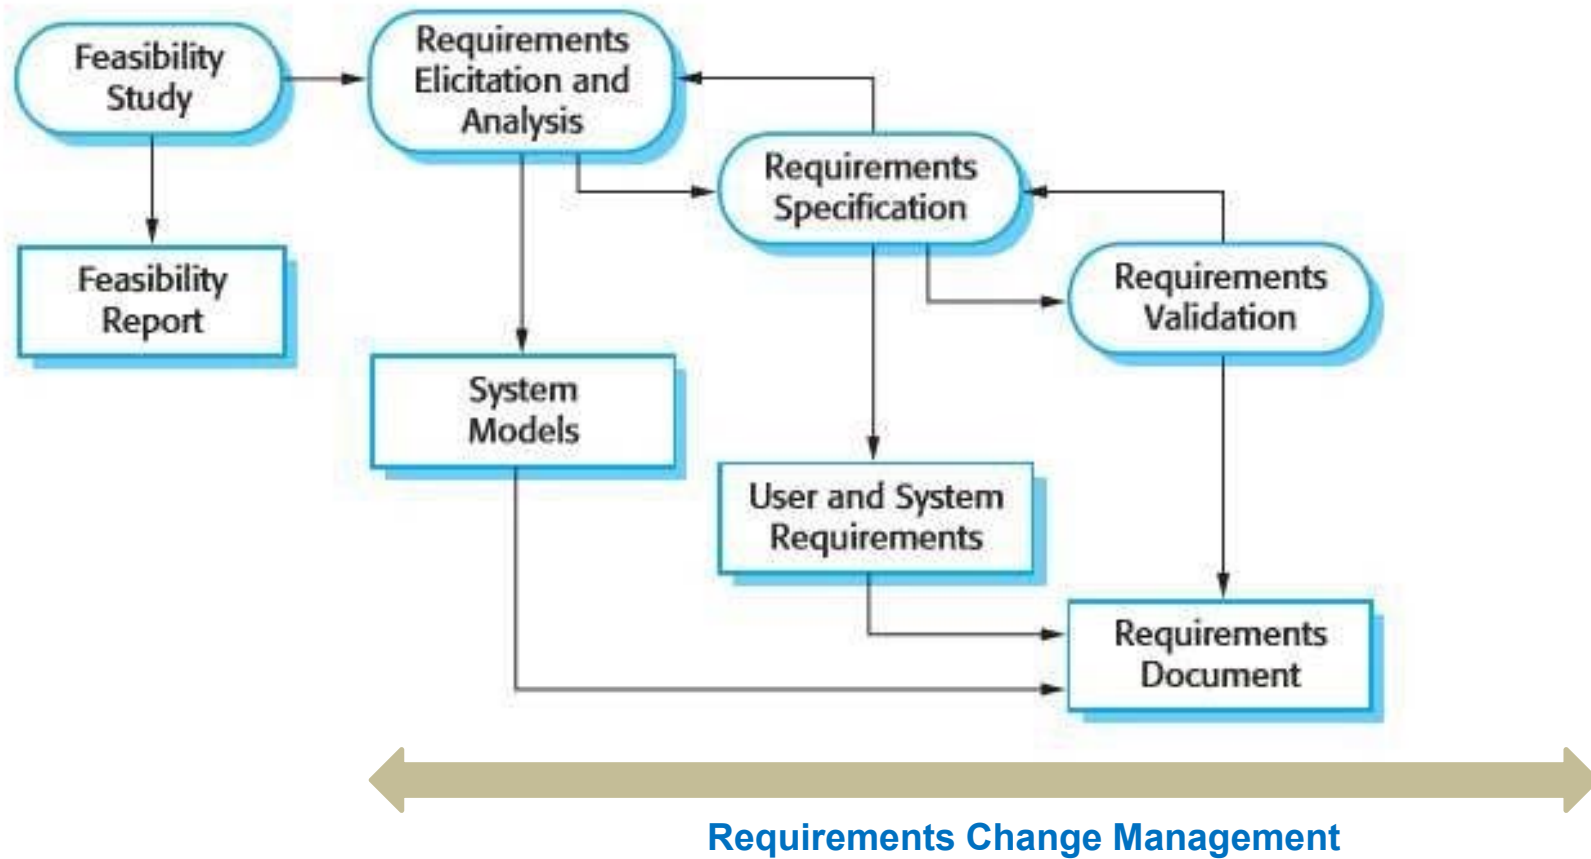 Feasibility
Study
Requirements
Elicitation and
Analysis
Requirements
Specification
Requirements
Validation
Feasibility
Report
System
Models
User and System
Requirements
Requirements
Document
Requirements Change Management